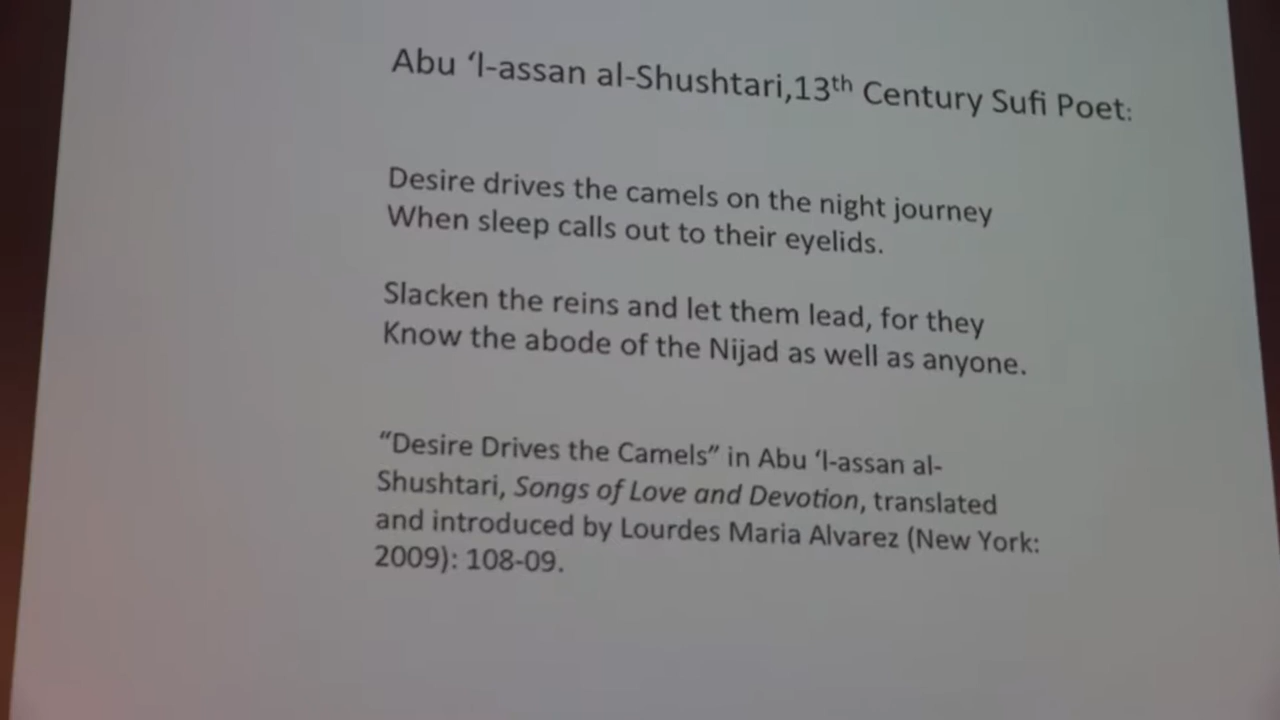 Abu ‘l-assan al-Shushtari,13th Century Sufi Poet:
Desire drives the camels on the night journey
When sleep calls out to their eyelids.
Slacken the reins and let them lead, for they
Know the abode of the Nijad as well as anyone.
“Desire Drives the Camels” in Abu ‘l-assan al-
Shushtari, Songs of Love and Devotion, translated
and introduced by Lourdes Maria Alvarez (New York:
2009): 108-09.